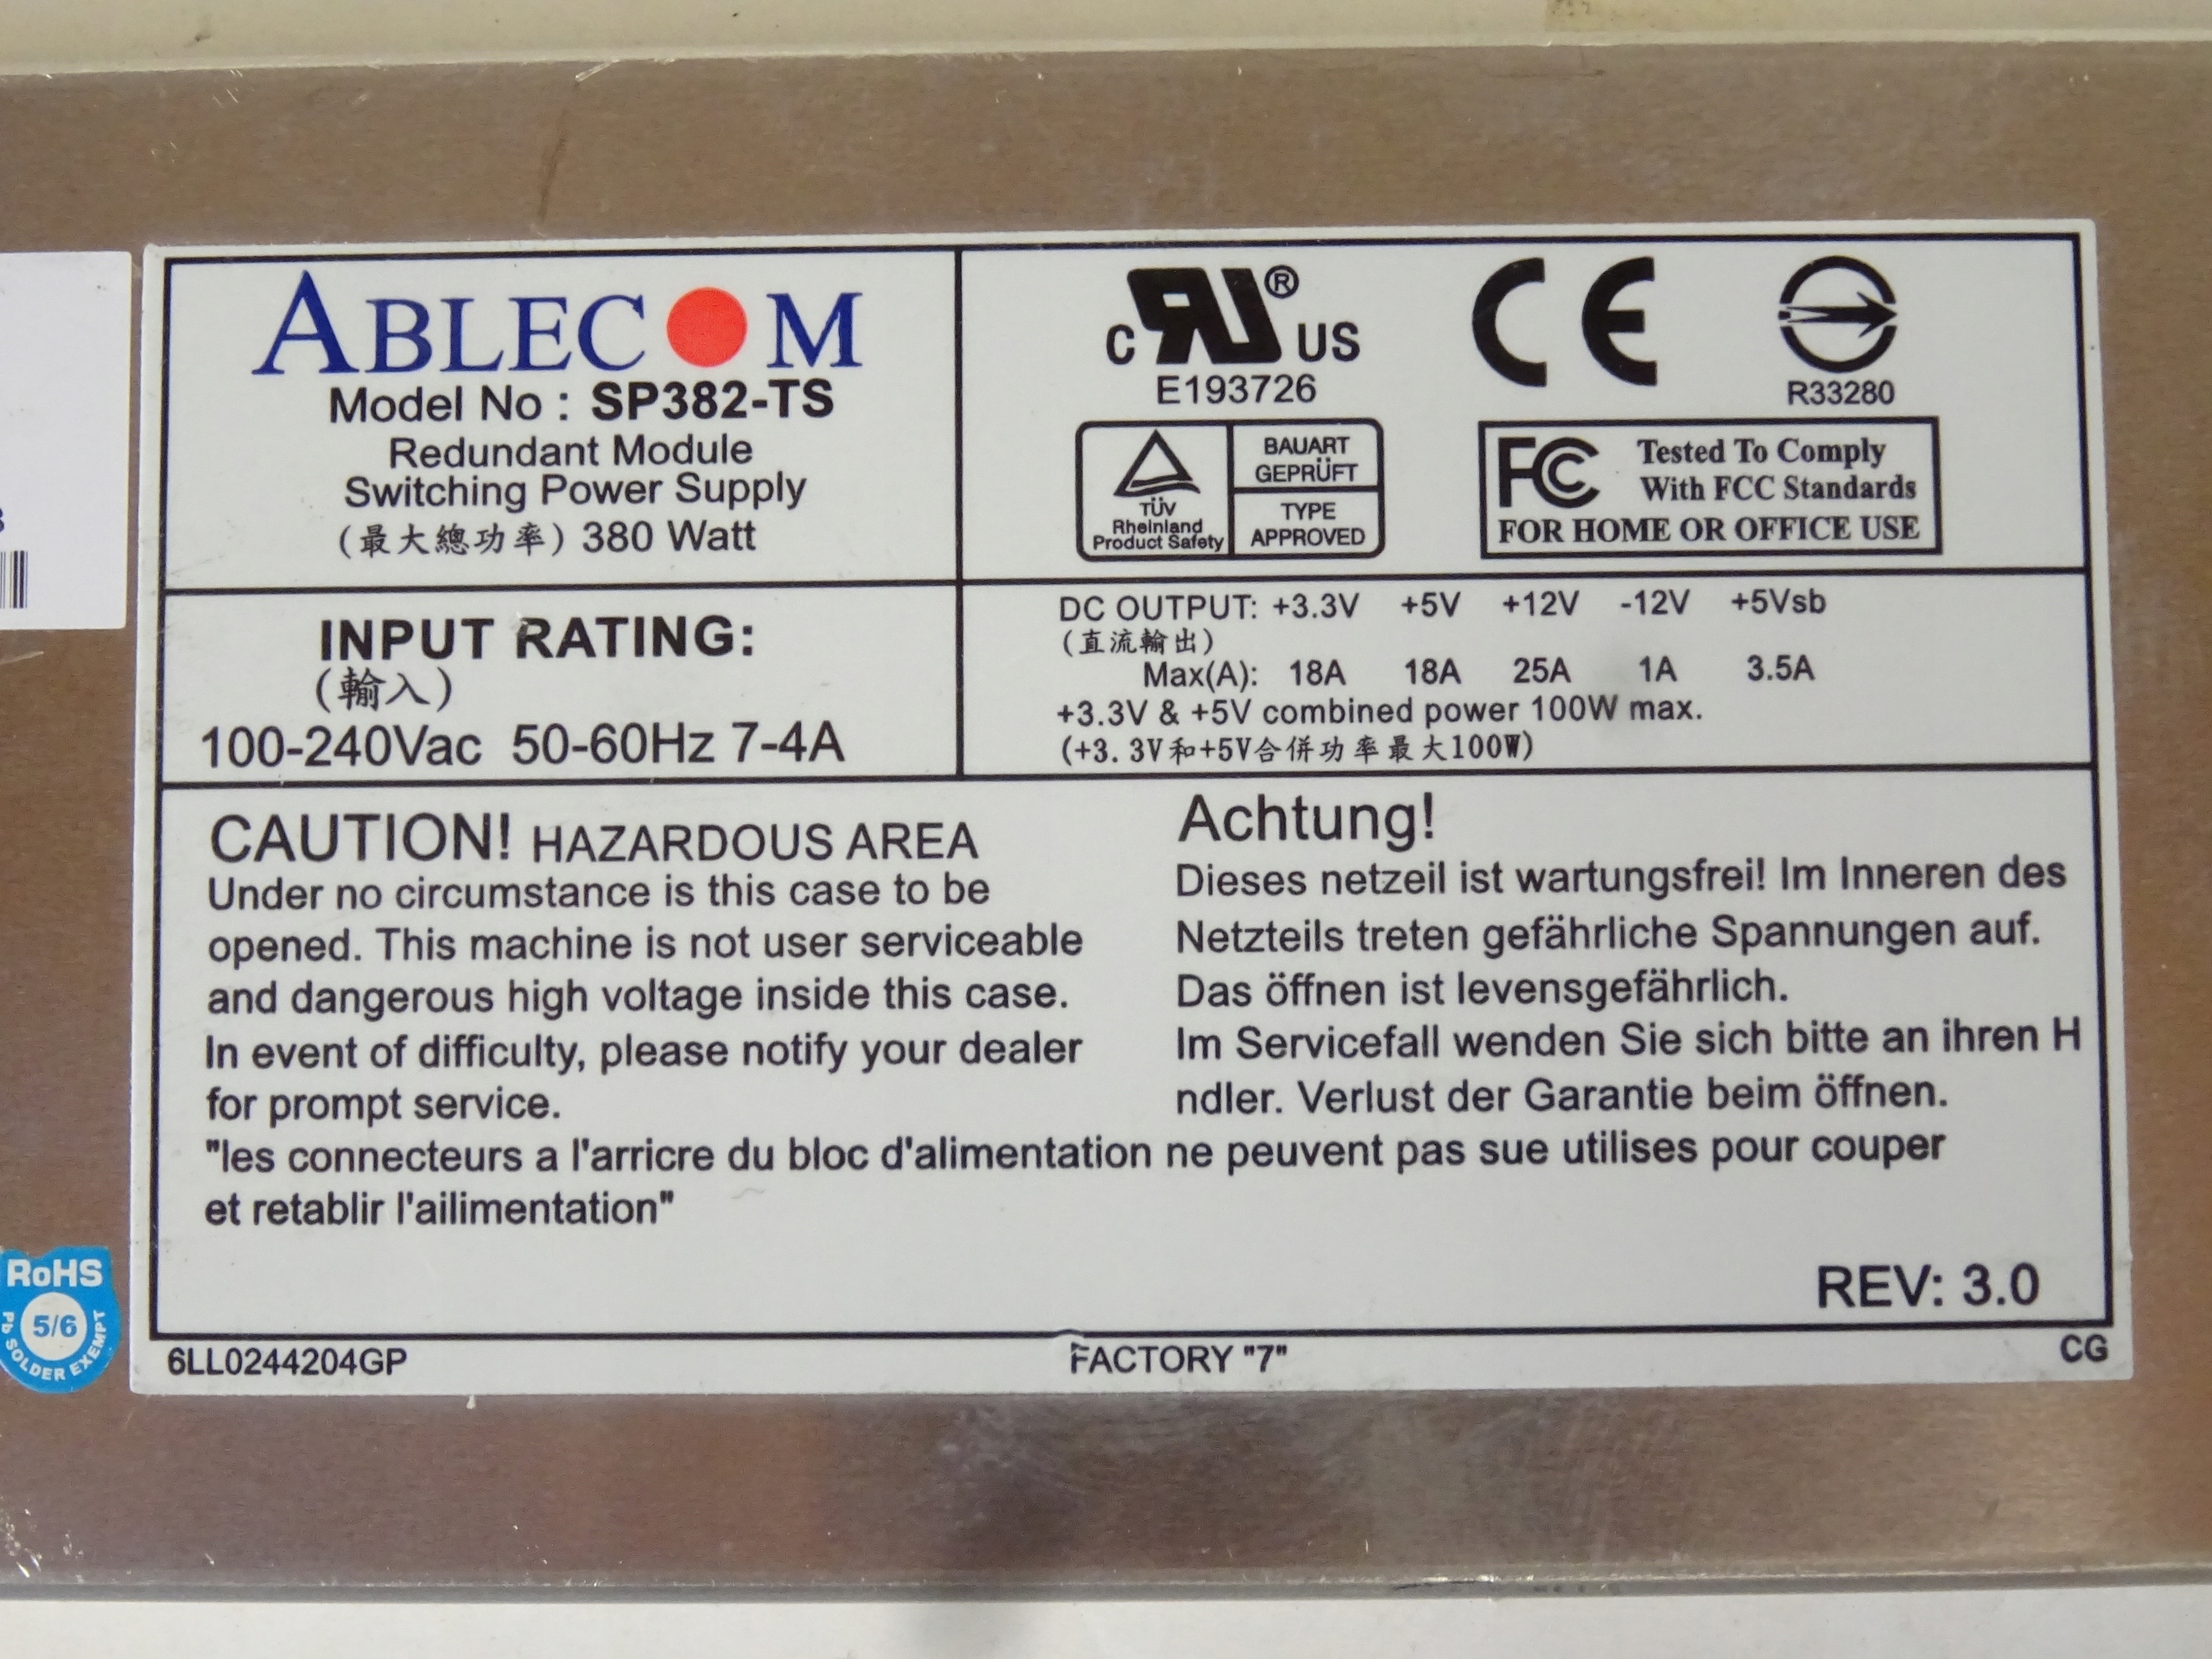 ABLECOM
Model No : SP382-TS
Redundant Module
Switching Power Supply
(最大總功率) 380 Watt
C RU ® US
E193726
CE
R33280
TÜV
Rheinland
Product Safety
BAUART
GEPRÜFT
TYPE
APPROVED
FC Tested To Comply
With FCC Standards
FOR HOME OR OFFICE USE
INPUT RATING:
(輸入)
100-240Vac 50-60Hz 7-4A
DC OUTPUT: +3.3V +5V +12V -12V +5Vsb
(直流輸出)
Max(A): 18A 18A 25A 1A 3.5A
+3.3V & +5V combined power 100W max.
(+3.3V和+5V合併功率最大100W)
CAUTION! HAZARDOUS AREA
Under no circumstance is this case to be
opened. This machine is not user serviceable
and dangerous high voltage inside this case.
In event of difficulty, please notify your dealer
for prompt service.
Achtung!
Dieses netzeil ist wartungsfrei! Im Inneren des
Netzteils treten gefährliche Spannungen auf.
Das öffnen ist levensgefährlich.
Im Servicefall wenden Sie sich bitte an ihren H
ndler. Verlust der Garantie beim öffnen.
"les connecteurs a l'arricre du bloc d'alimentation ne peuvent pas sue utilises pour couper
et retablir l'ailimentation"
REV: 3.0
6LL0244204GP
FACTORY "7"
CG
RoHS
5/6
Pb SOLDER EXEMPT